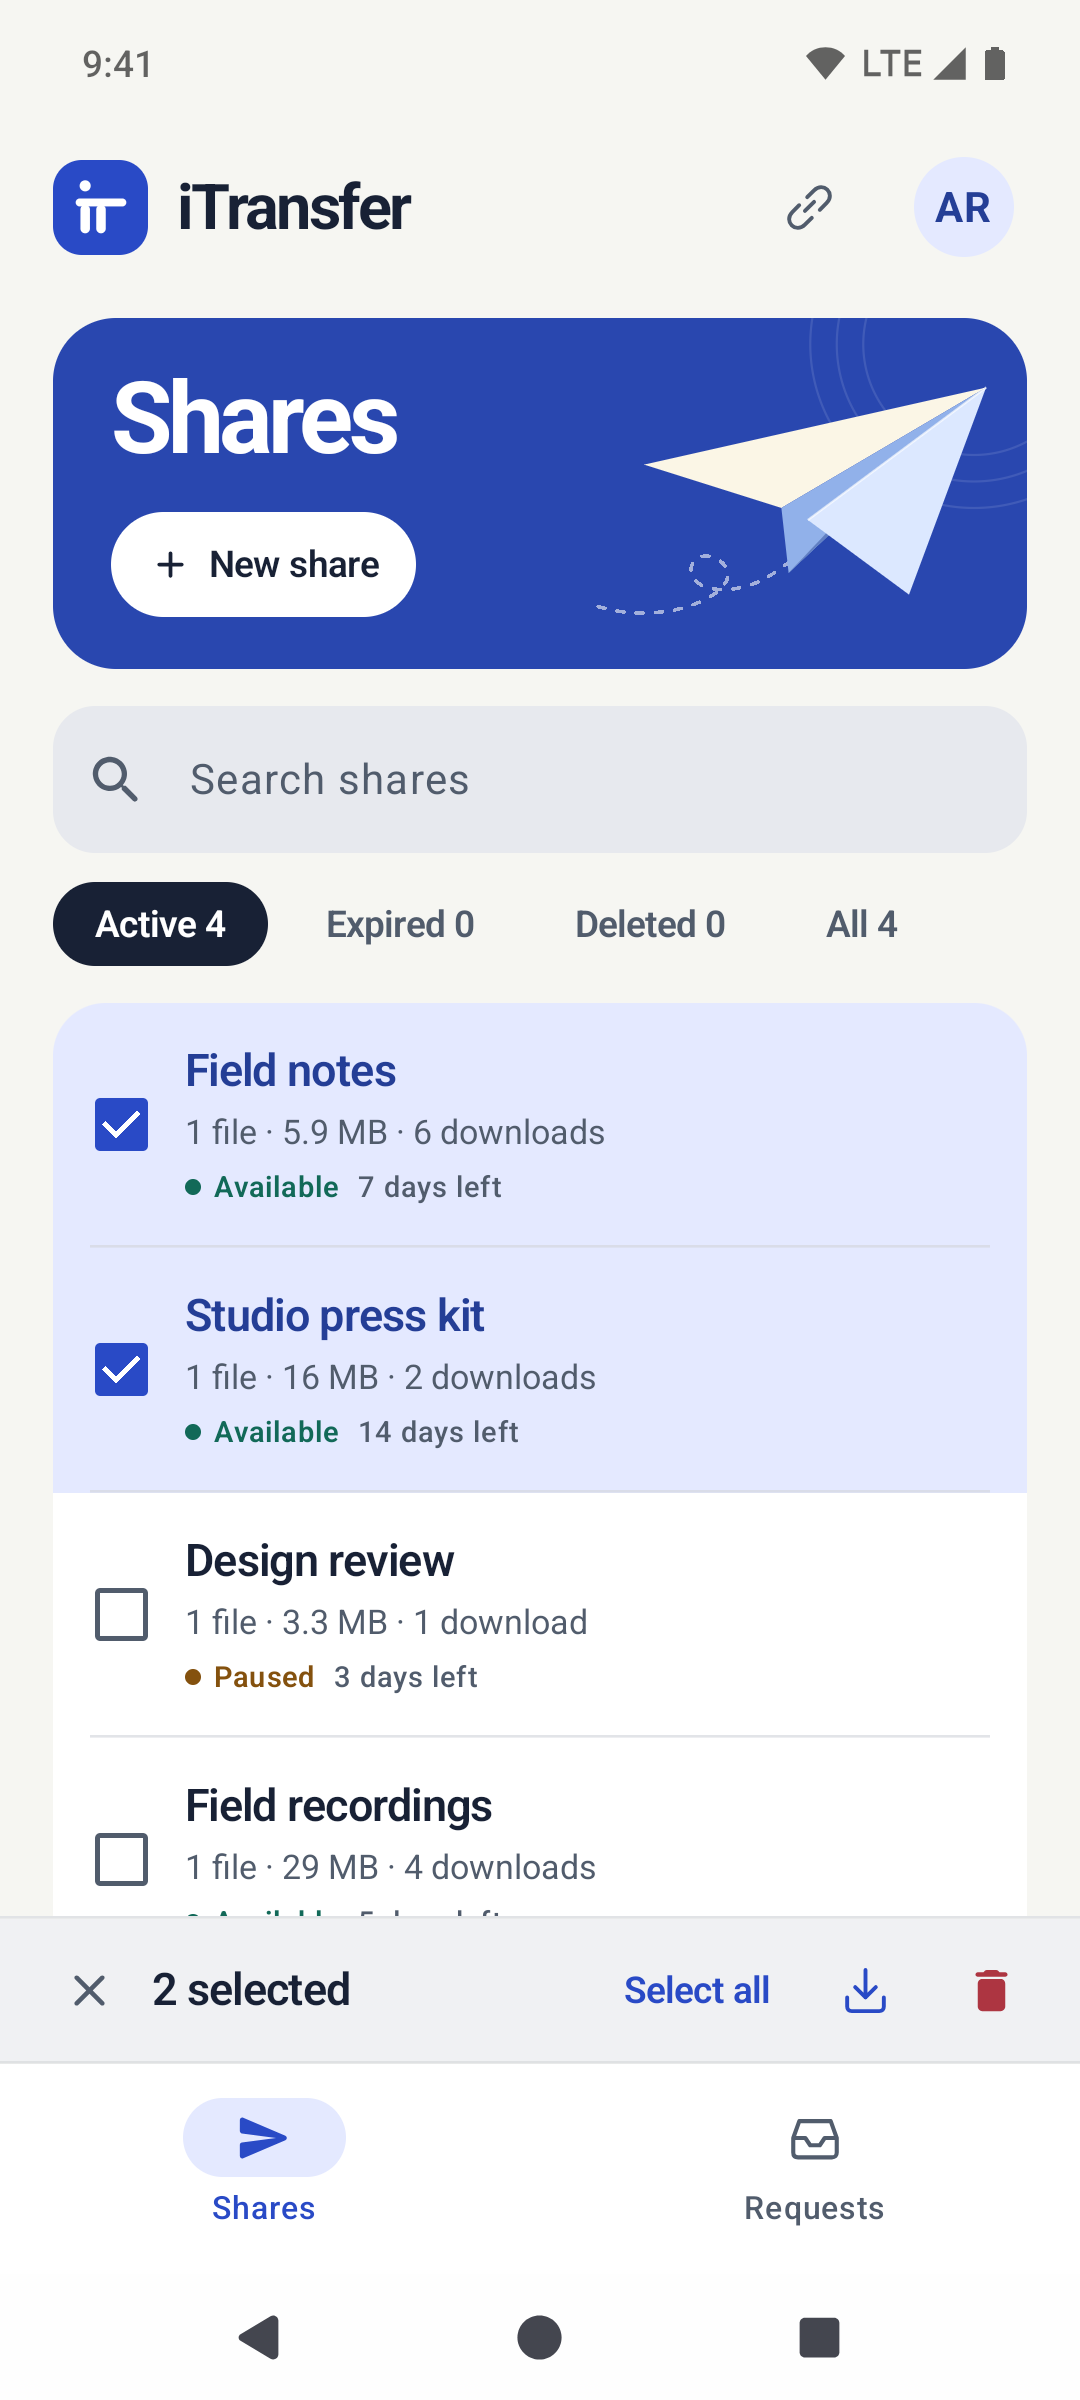 9:41
LTE
iTransfer
AR
Shares
New share
Search shares
Active 4
Expired 0
Deleted 0
All 4
Field notes
1 file · 5.9 MB · 6 downloads
Available 7 days left
Studio press kit
1 file · 16 MB · 2 downloads
Available 14 days left
Design review
1 file · 3.3 MB · 1 download
Paused 3 days left
Field recordings
1 file · 29 MB · 4 downloads
2 selected
Select all
Shares
Requests